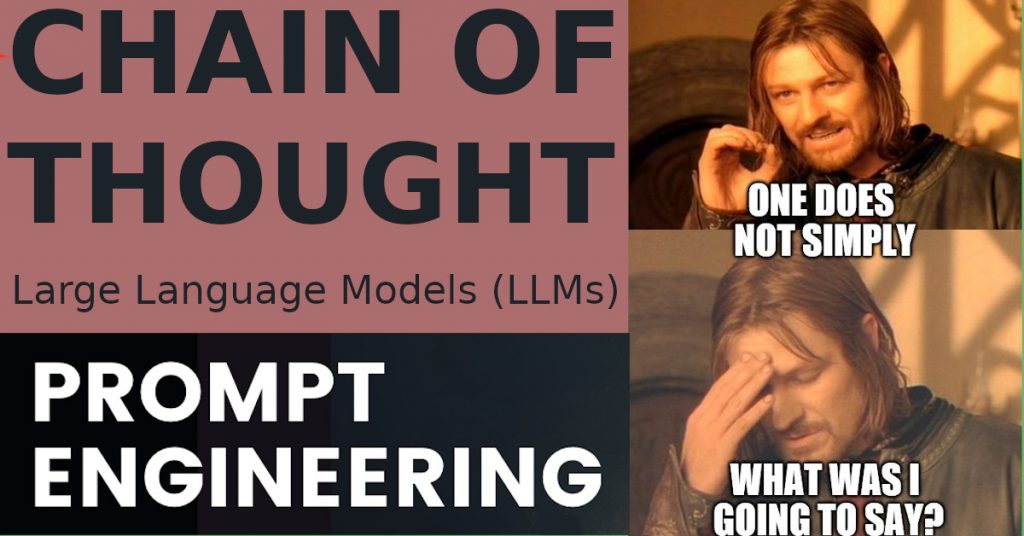 CHAIN OF
THOUGHT
Large Language Models (LLMs)
PROMPT
ENGINEERING
ONE DOES
NOT SIMPLY
WHAT WAS I
GOING TO SAY?